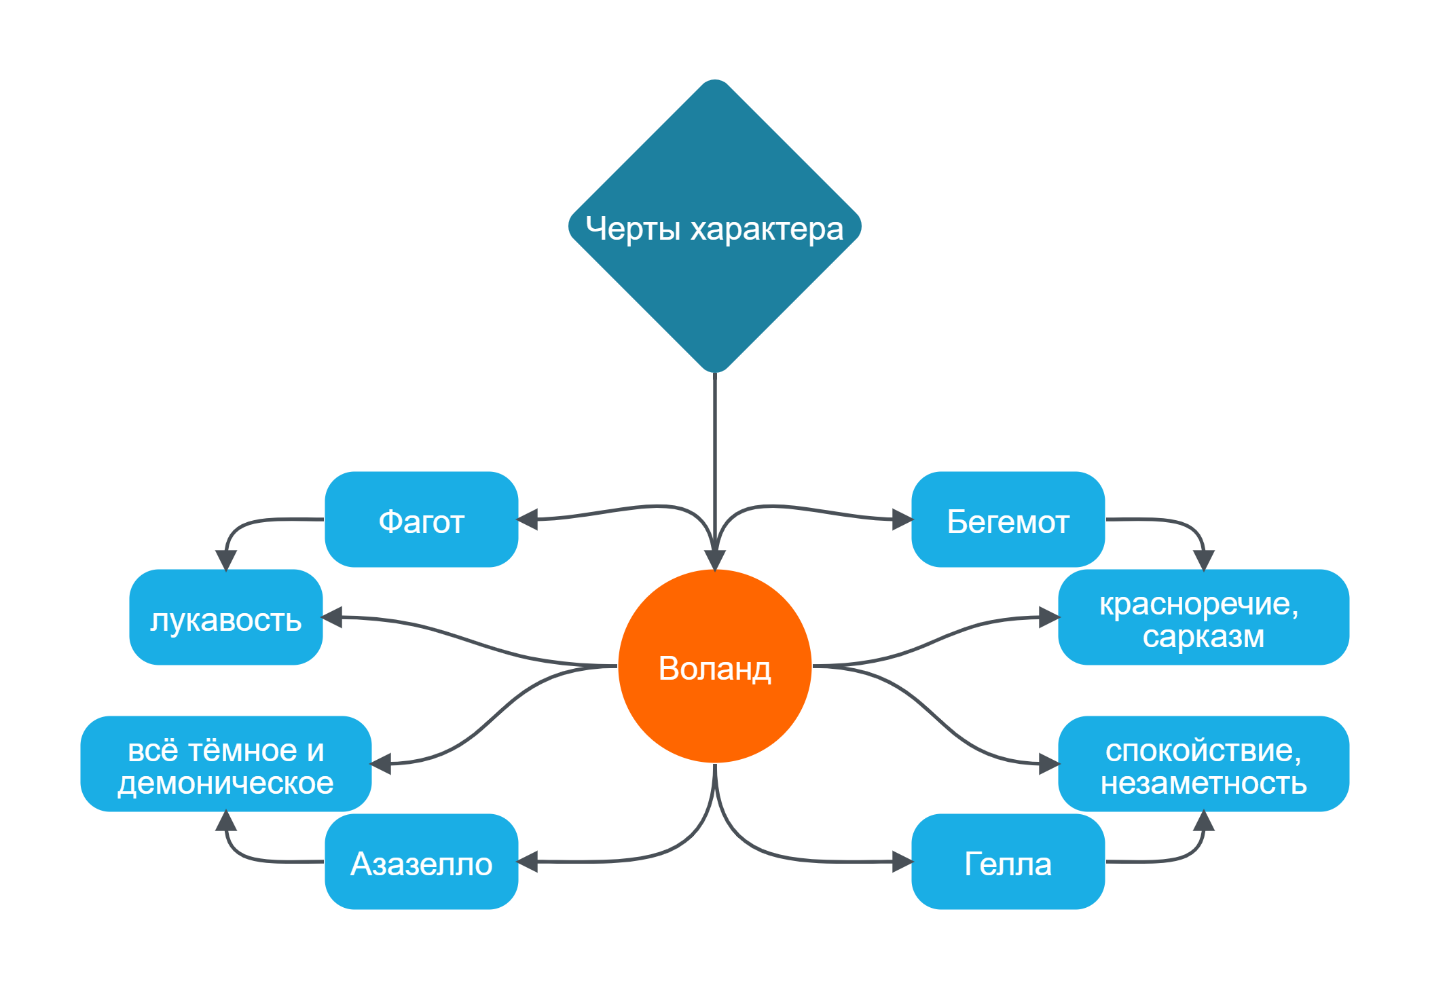 Черты характера
Фагот
Бегемот
лукавость
красноречие,
сарказм
Воланд
всё тёмное и
демоническое
спокойствие,
незаметность
Азазелло
Гелла